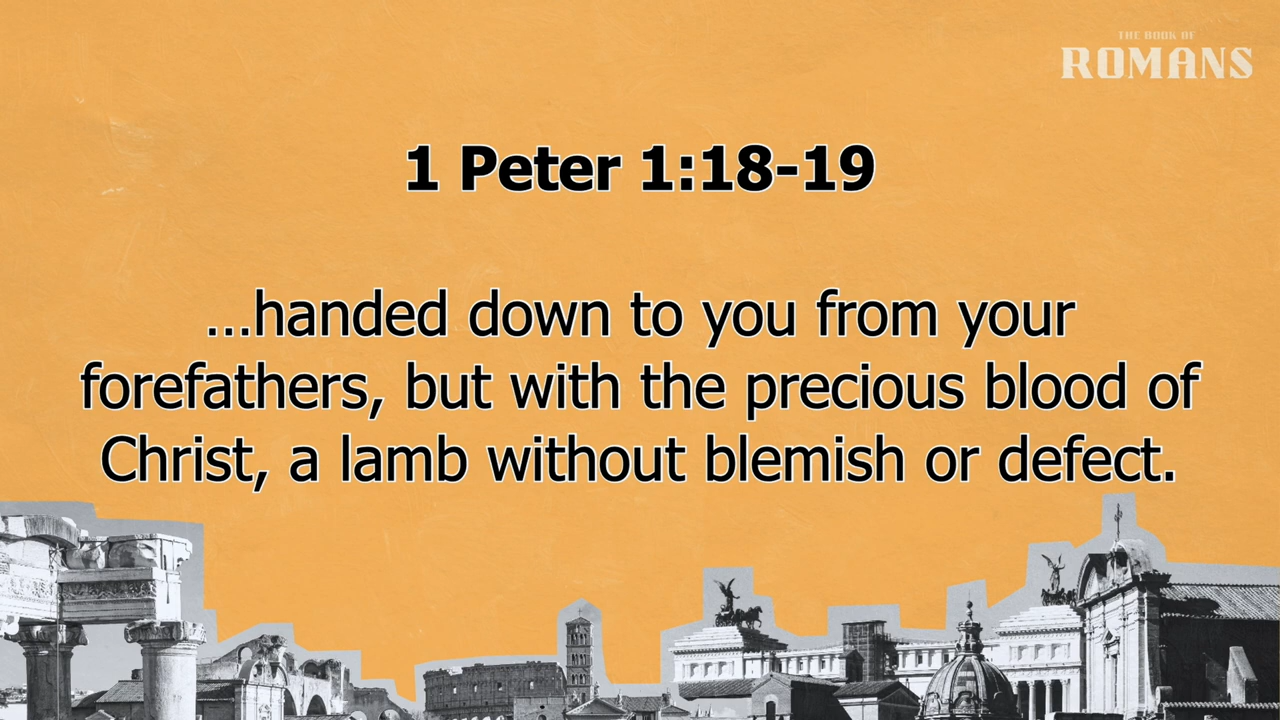 THE BOOK OF
ROMANS
1 Peter 1:18-19
...handed down to you from your
forefathers, but with the precious blood of
Christ, a lamb without blemish or defect.